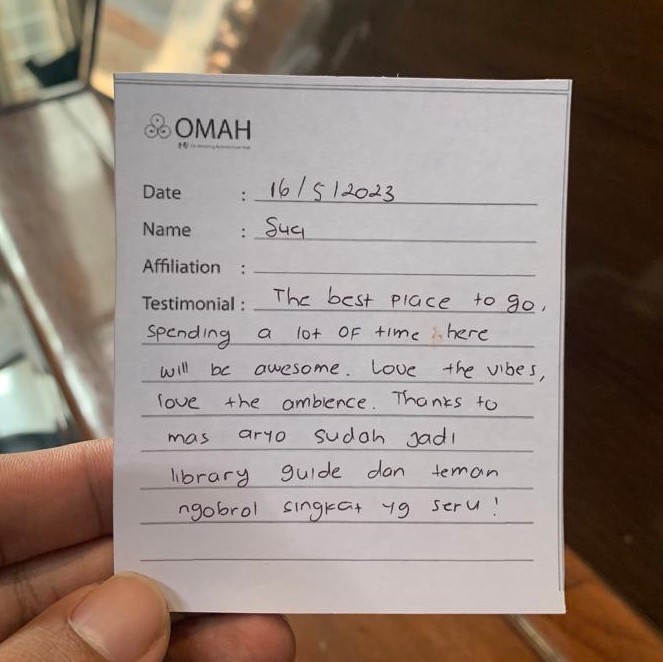 OMAH
Date : 16/5/2023
Name : Suci
Affiliation :
Testimonial : The best place to go,
spending a lot of time here
will be awesome. Love the vibes,
love the ambience. Thanks to
mas aryo sudah jadi
library guide dan teman
ngobrol singkat yg seru!